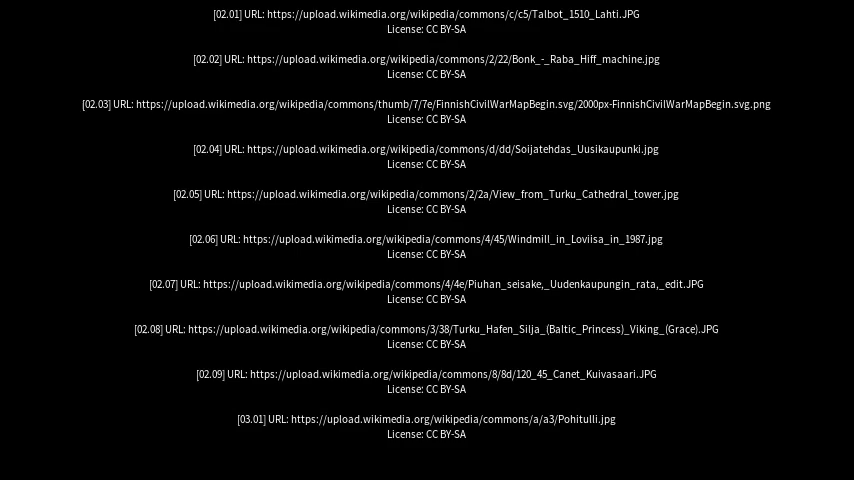 [02.01] URL: https://upload.wikimedia.org/wikipedia/commons/c/c5/Talbot_1510_Lahti.JPG
License: CC BY-SA
[02.02] URL: https://upload.wikimedia.org/wikipedia/commons/2/22/Bonk_-_Raba_Hiff_machine.jpg
License: CC BY-SA
[02.03] URL: https://upload.wikimedia.org/wikipedia/commons/thumb/7/7e/FinnishCivilWarMapBegin.svg/2000px-FinnishCivilWarMapBegin.svg.png
License: CC BY-SA
[02.04] URL: https://upload.wikimedia.org/wikipedia/commons/d/dd/Soijatehdas_Uusikaupunki.jpg
License: CC BY-SA
[02.05] URL: https://upload.wikimedia.org/wikipedia/commons/2/2a/View_from_Turku_Cathedral_tower.jpg
License: CC BY-SA
[02.06] URL: https://upload.wikimedia.org/wikipedia/commons/4/45/Windmill_in_Loviisa_in_1987.jpg
License: CC BY-SA
[02.07] URL: https://upload.wikimedia.org/wikipedia/commons/4/4e/Piuhan_seisake,_Uudenkaupungin_rata,_edit.JPG
License: CC BY-SA
[02.08] URL: https://upload.wikimedia.org/wikipedia/commons/3/38/Turku_Hafen_Silja_(Baltic_Princess)_Viking_(Grace).JPG
License: CC BY-SA
[02.09] URL: https://upload.wikimedia.org/wikipedia/commons/8/8d/120_45_Canet_Kuivasaari.JPG
License: CC BY-SA
[03.01] URL: https://upload.wikimedia.org/wikipedia/commons/a/a3/Pohitulli.jpg
License: CC BY-SA